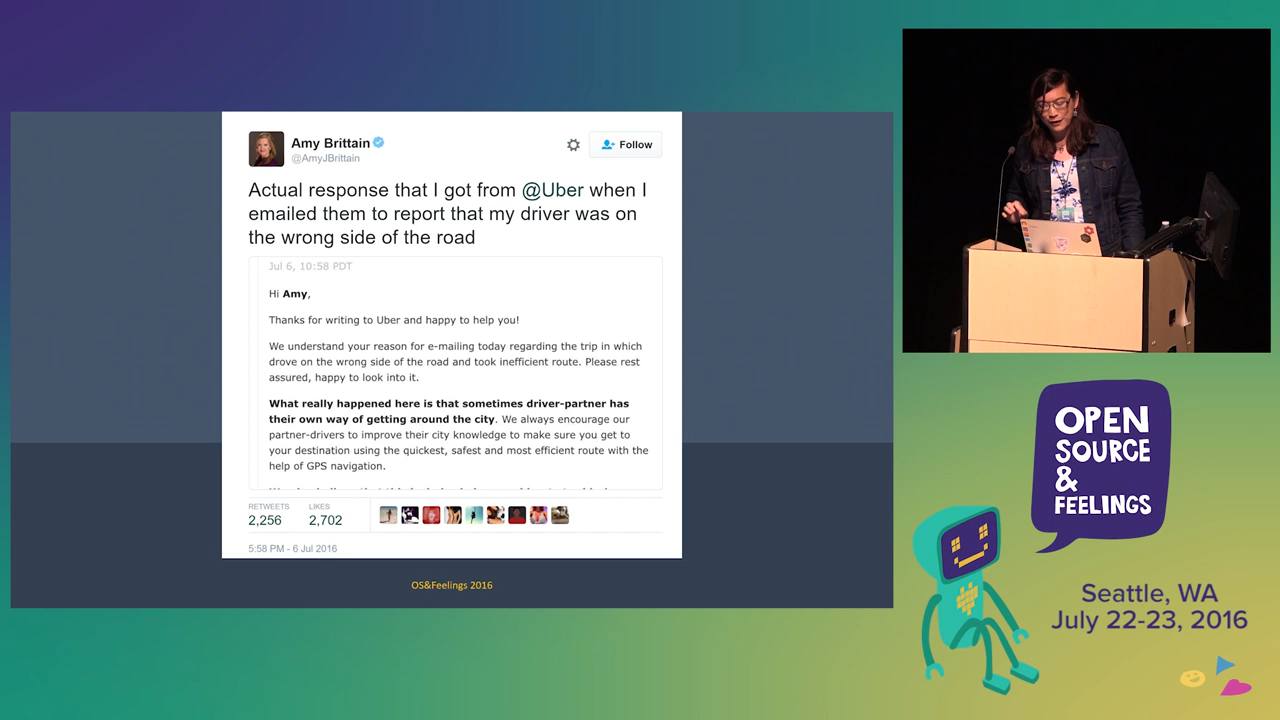 Amy Brittain
@AmyJBrittain
Follow
Actual response that I got from @Uber when I
emailed them to report that my driver was on
the wrong side of the road
Jul 6, 10:58 PDT
Hi Amy,
Thanks for writing to Uber and happy to help you!
We understand your reason for e-mailing today regarding the trip in which
drove on the wrong side of the road and took inefficient route. Please rest
assured, happy to look into it.
What really happened here is that sometimes driver-partner has
their own way of getting around the city. We always encourage our
partner-drivers to improve their city knowledge to make sure you get to
your destination using the quickest, safest and most efficient route with the
help of GPS navigation.
RETWEETS
2,256
LIKES
2,702
5:58 PM - 6 Jul 2016
OS&Feelings 2016
OPEN
SOURCE
&
FEELINGS
Seattle, WA
July 22-23, 2016